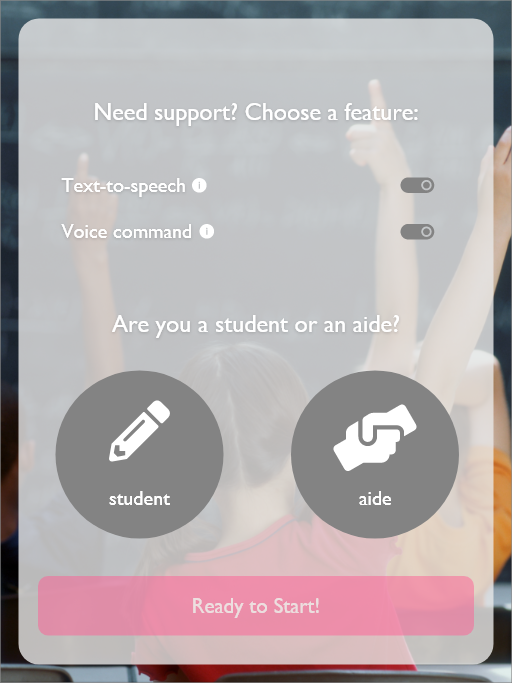 Need support? Choose a feature:
Text-to-speech i
Voice command i
Are you a student or an aide?
student
aide
Ready to Start!